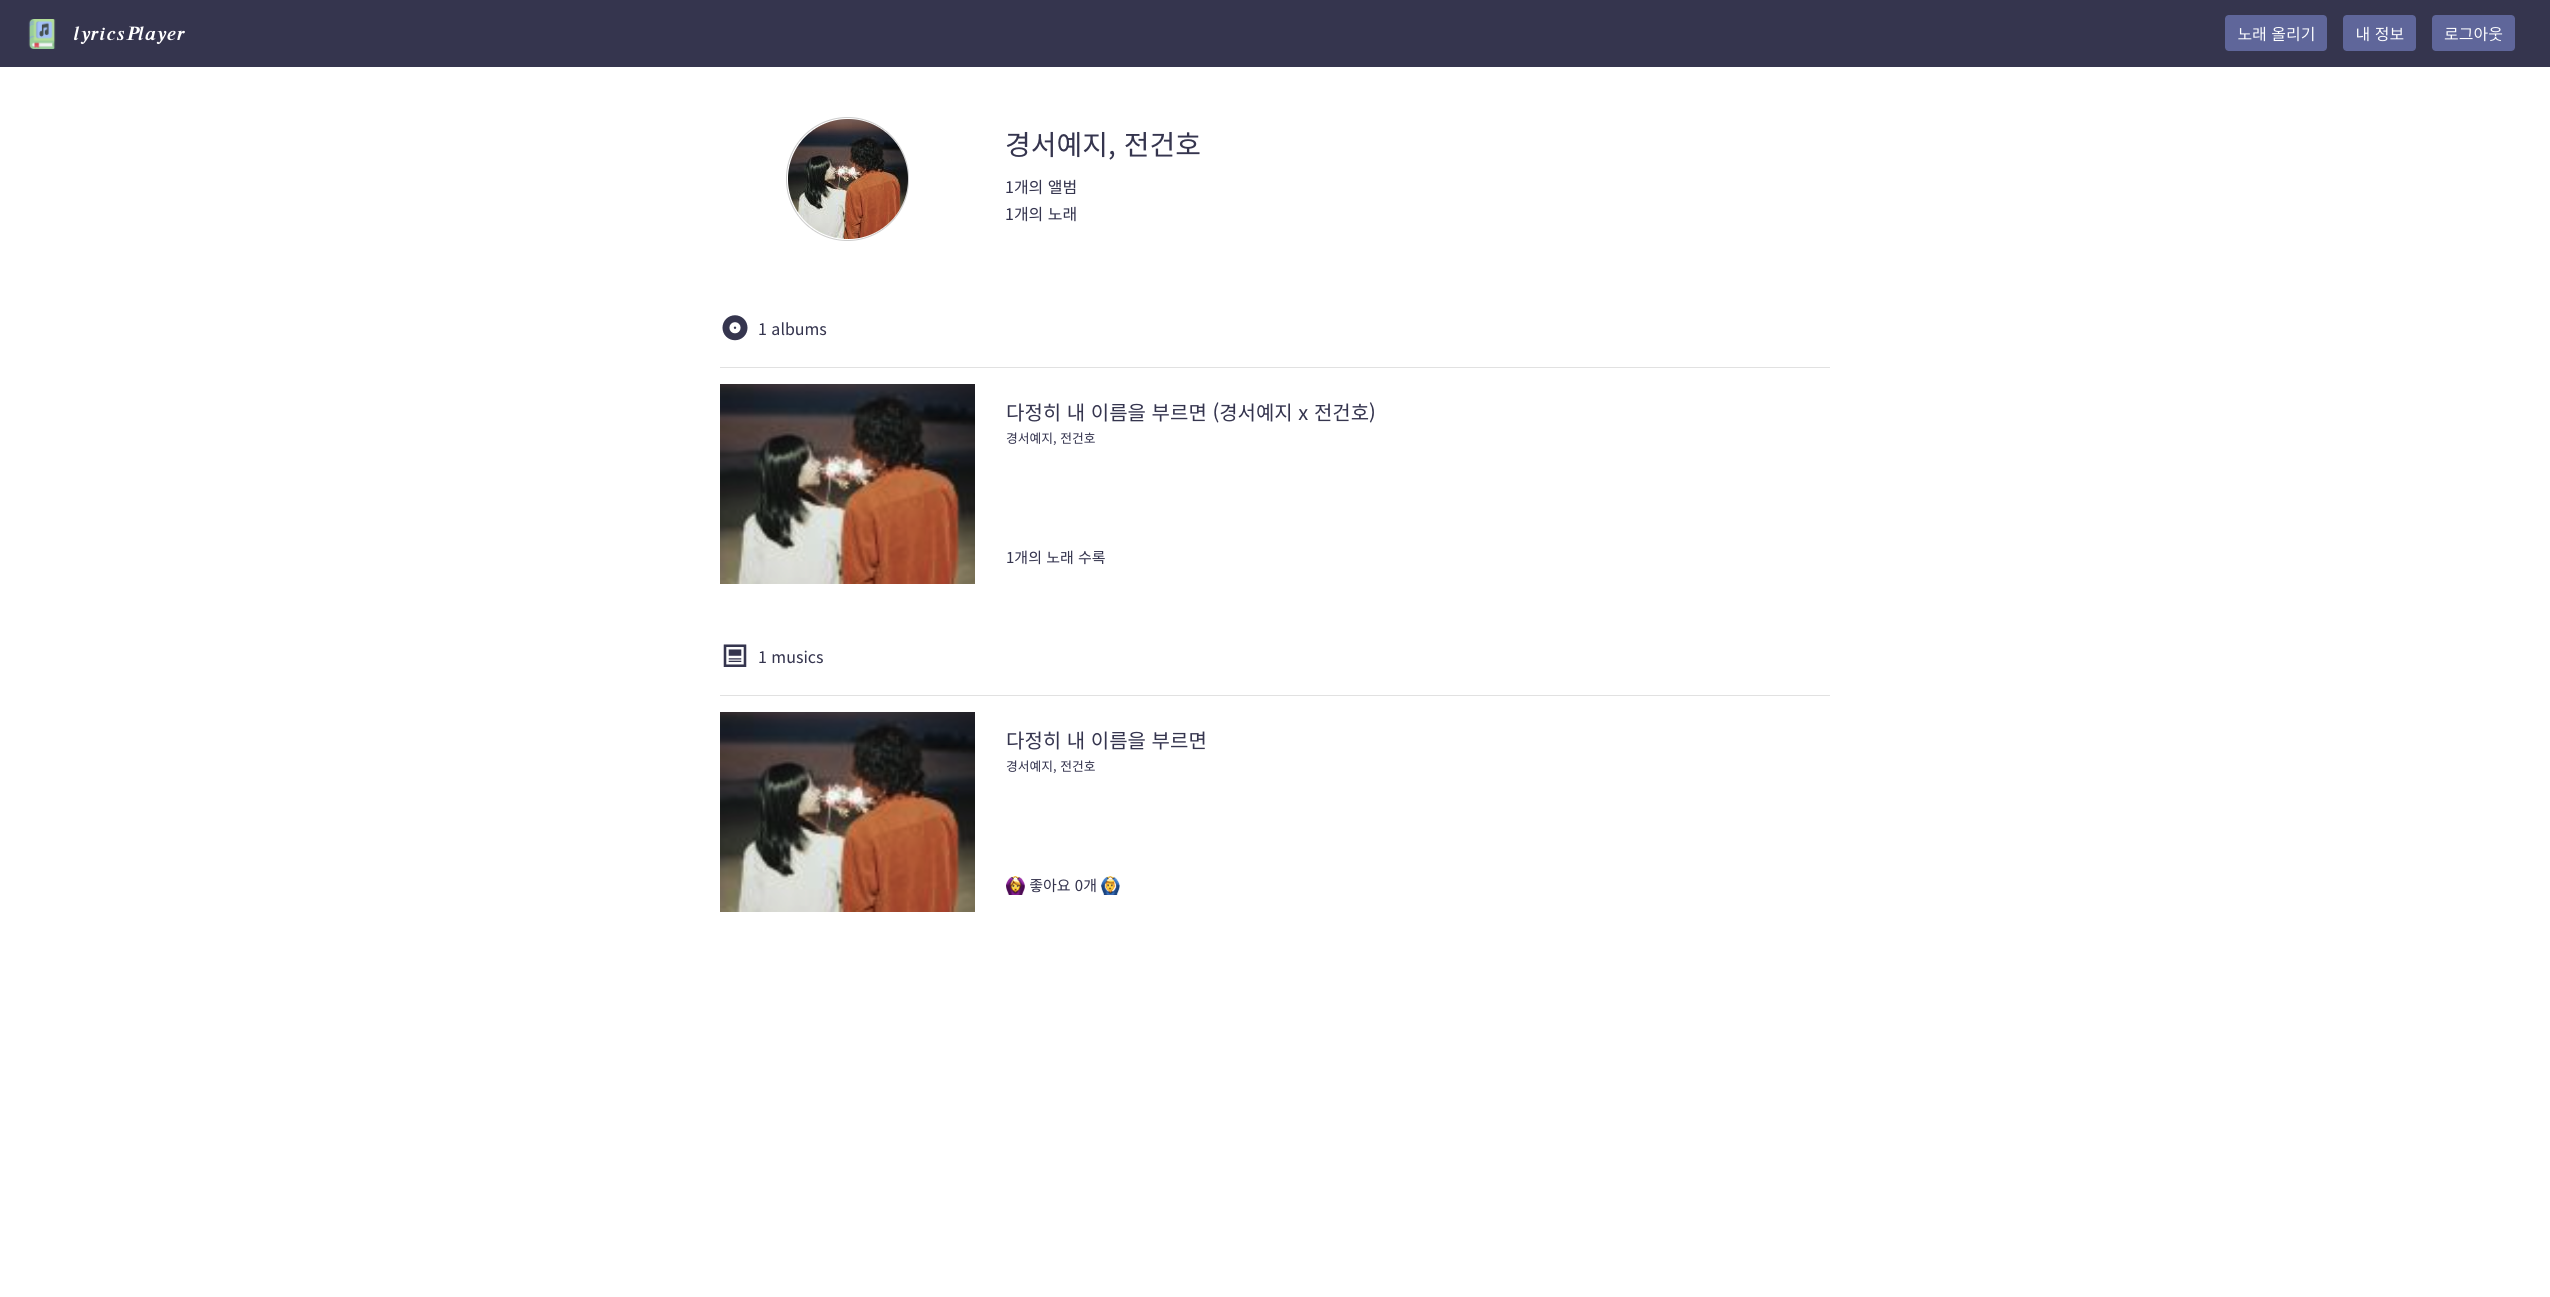 lyricsPlayer
노래 올리기
내 정보
로그아웃
경서예지, 전건호
1개의 앨범
1개의 노래
1 albums
다정히 내 이름을 부르면 (경서예지 x 전건호)
경서예지, 전건호
1개의 노래 수록
1 musics
다정히 내 이름을 부르면
경서예지, 전건호
🙆‍♀️ 좋아요 0개 🙆‍♂️